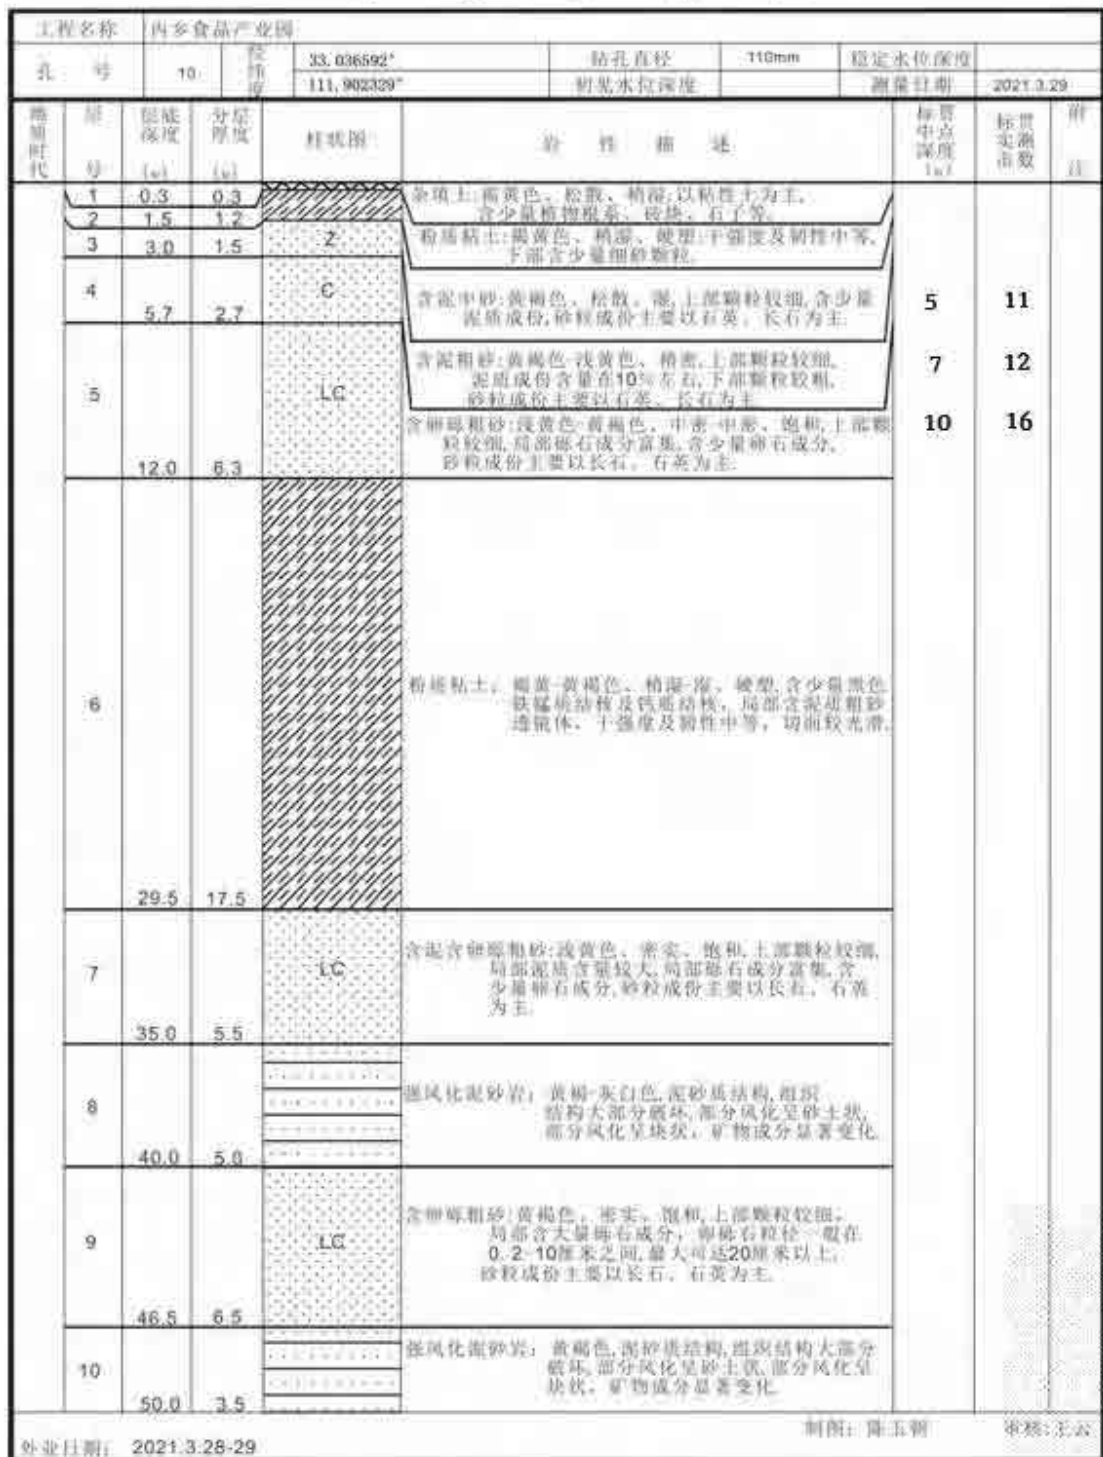 工程名称 内乡食品产业园
孔 号 10 经纬度 33.036592° 钻孔直径 110mm 稳定水位深度
111.902329° 初见水位深度 测量日期 2021.3.29
地质时代 层号 层底深度(m) 分层厚度(m) 柱状图 岩 性 描 述 标贯中点深度(m) 标贯实测击数 附注
1 0.3 0.3 杂填土:褐黄色、松散、稍湿;以粘性土为主,
含少量植物根系、砖块、石子等.
2 1.5 1.2 粉质粘土:褐黄色、稍湿、硬塑;干强度及韧性中等,
下部含少量细砂颗粒.
3 3.0 1.5 Z
含泥中砂:黄褐色、松散、湿,上部颗粒较细,含少量
泥质成份,砂粒成份主要以石英、长石为主.
4 5.7 2.7 C 5 11
含泥粗砂:黄褐色-浅黄色、稍密,上部颗粒较细,
泥质成份含量在10%左右,下部颗粒较粗,
砂粒成份主要以石英、长石为主.
7 12
5 12.0 6.3 LC 10 16
含卵砾粗砂:浅黄色-黄褐色、中密-中密、饱和,上部颗
粒较细,局部砾石成分富集,含少量卵石成分,
砂粒成份主要以长石、石英为主.
6 29.5 17.5
粉质粘土: 褐黄-黄褐色、稍湿-湿、硬塑,含少量黑色
铁锰质结核及钙质结核,局部含泥质粗砂
透镜体,干强度及韧性中等,切面较光滑.
7 35.0 5.5 LC
含泥含卵砾粗砂:浅黄色、密实、饱和,上部颗粒较细,
局部泥质含量较大,局部砾石成分富集,含
少量卵石成分,砂粒成份主要以长石、石英
为主.
8 40.0 5.0
强风化泥砂岩: 黄褐-灰白色,泥砂质结构,组织
结构大部分破坏,部分风化呈砂土状,
部分风化呈块状,矿物成分显著变化.
9 46.5 6.5 LC
含卵砾粗砂:黄褐色、密实、饱和,上部颗粒较细,
局部含大量砾石成分,卵砾石粒径一般在
0.2-10厘米之间,最大可达20厘米以上,
砂粒成份主要以长石、石英为主.
10 50.0 3.5
强风化泥砂岩: 黄褐色,泥砂质结构,组织结构大部分
破坏,部分风化呈砂土状,部分风化呈
块状,矿物成分显著变化.
外业日期: 2021.3.28-29 制图: 陈玉 审核:王云